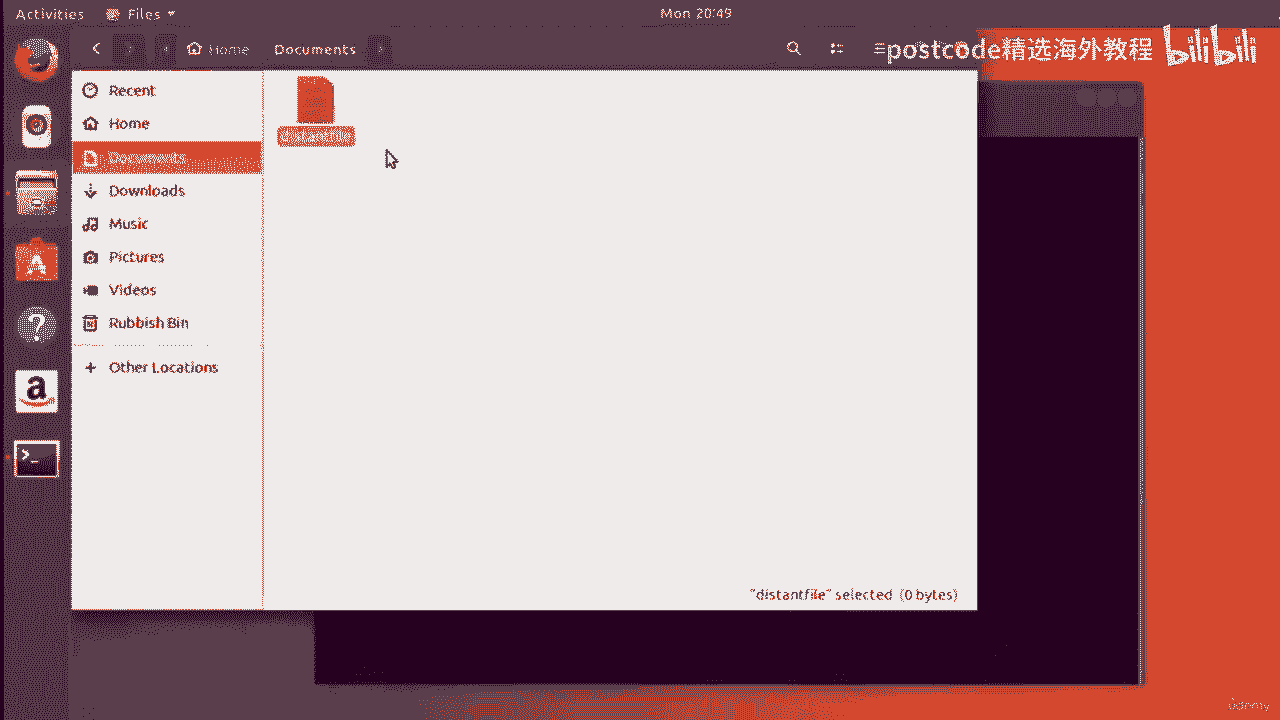 Activities Files Mon 20:49
Home Documents
postcode精选海外教程 bilibili
Recent
Home
Documents
Downloads
Music
Pictures
Videos
Rubbish Bin
Other Locations
distantfile
"distantfile" selected (0 bytes)
ûdemy